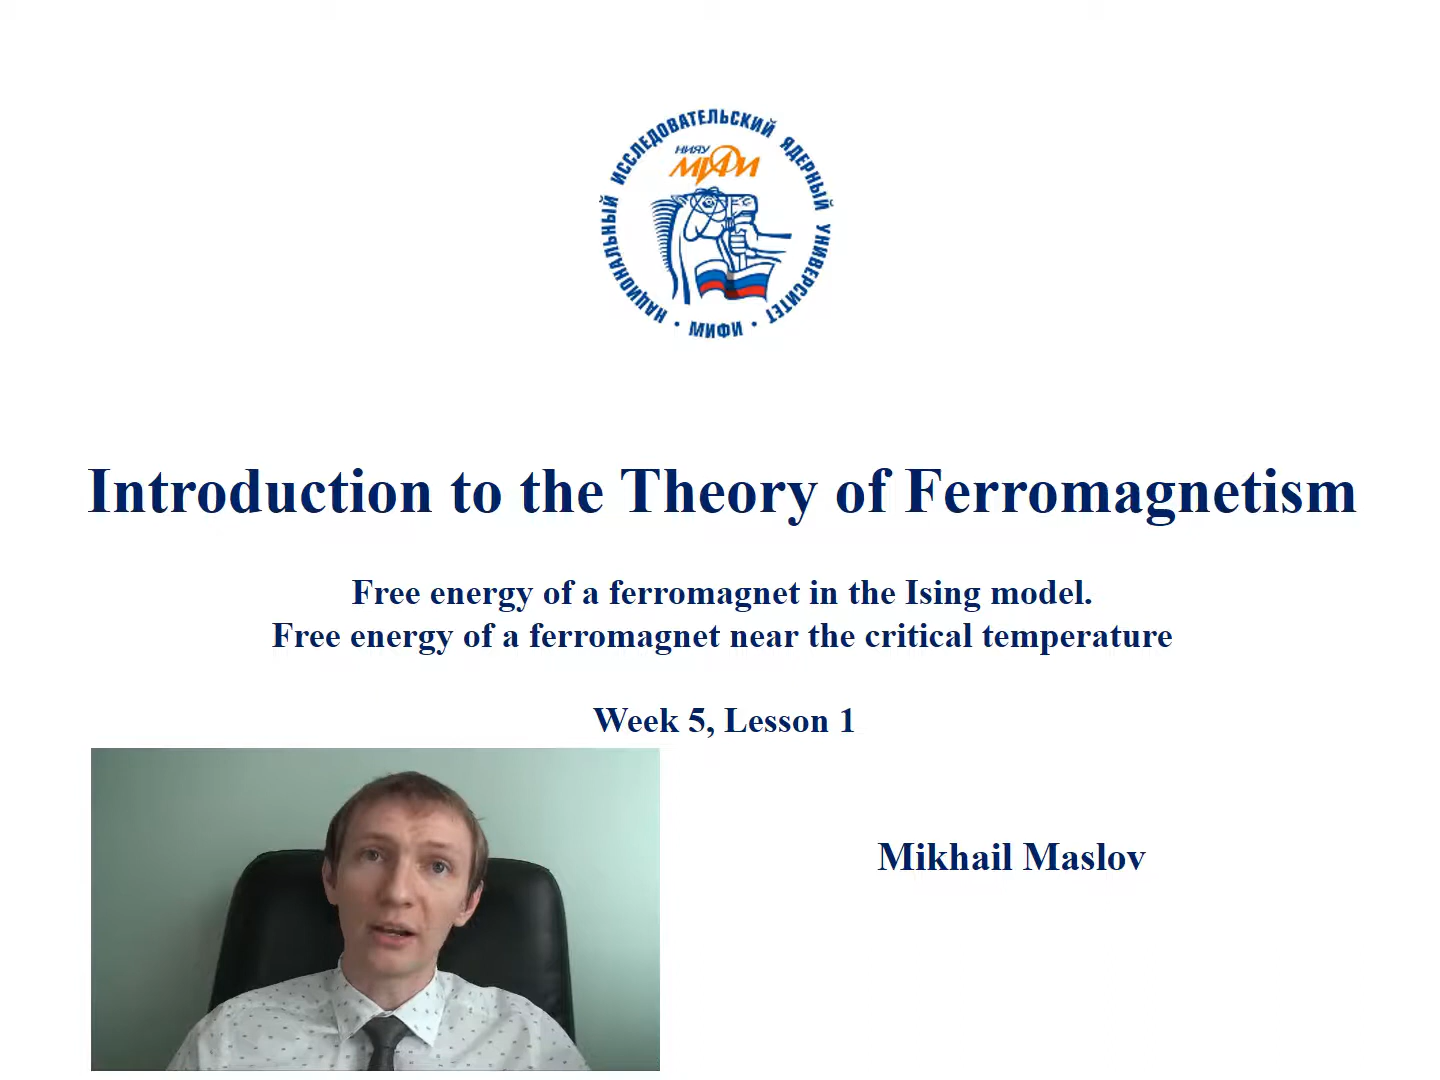 НАЦИОНАЛЬНЫЙ ИССЛЕДОВАТЕЛЬСКИЙ ЯДЕРНЫЙ УНИВЕРСИТЕТ
НИЯУ
МИФИ
• МИФИ •
Introduction to the Theory of Ferromagnetism
Free energy of a ferromagnet in the Ising model.
Free energy of a ferromagnet near the critical temperature
Week 5, Lesson 1
Mikhail Maslov